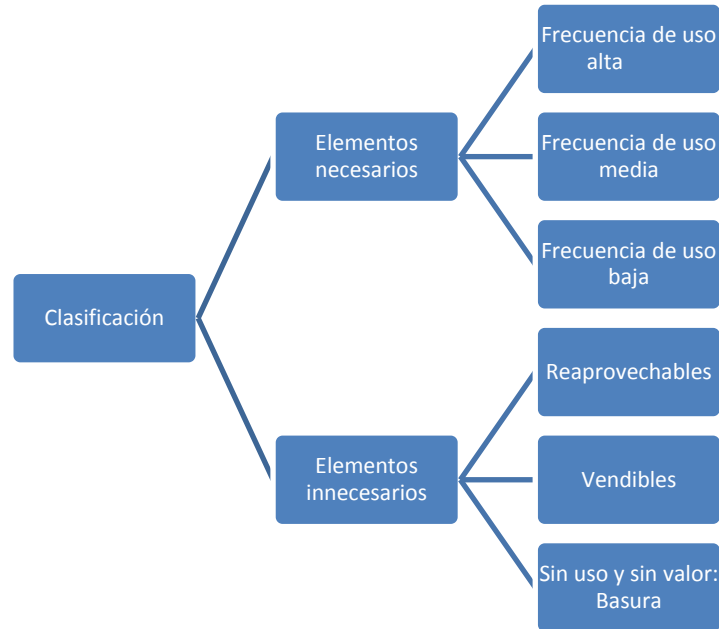 Frecuencia de uso
alta
Elementos
necesarios
Frecuencia de uso
media
Frecuencia de uso
baja
Clasificación
Reaprovechables
Elementos
innecesarios
Vendibles
Sin uso y sin valor:
Basura